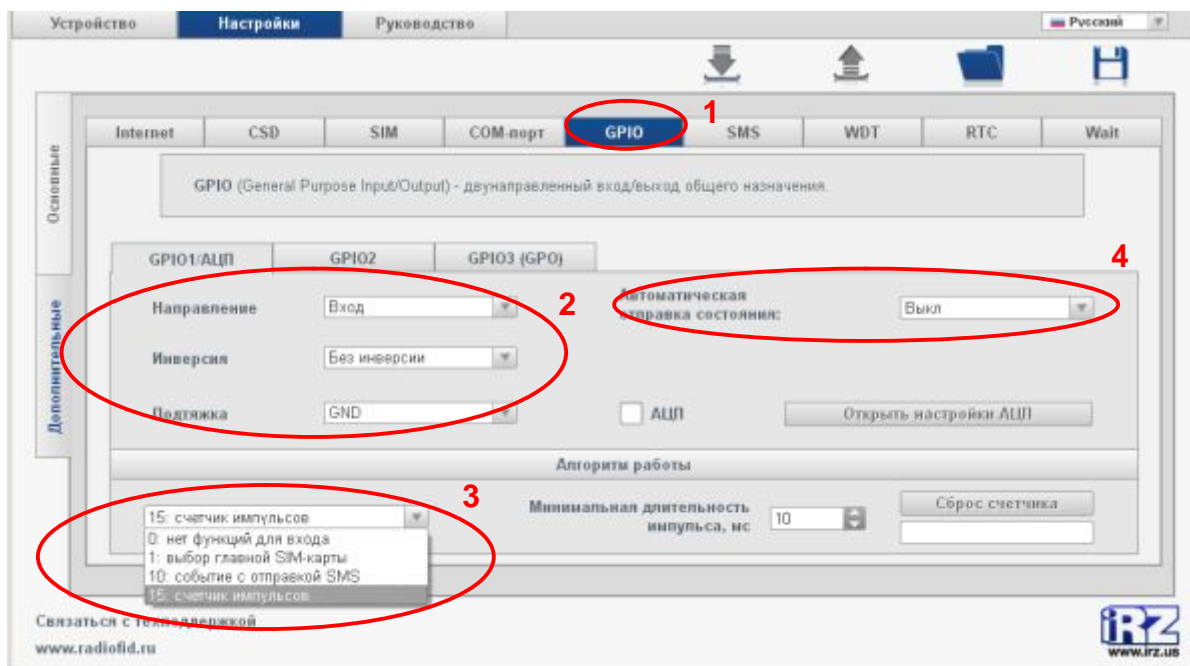 Устройство Настройки Руководство Русский
1
Internet CSD SIM COM-порт GPIO SMS WDT RTC Wait
Основные
GPIO (General Purpose Input/Output) - двунаправленный вход/выход общего назначения.
4
GPIO1/АЦП GPIO2 GPIO3 (GPO)
2
Дополнительные
Направление Вход Автоматическая
отправка состояния: Выкл
Инверсия Без инверсии
Подтяжка GND АЦП Открыть настройки АЦП
Алгоритм работы
3
15: счетчик импульсов Минимальная длительность
импульса, мс 10 Сброс счетчика
0: нет функций для входа
1: выбор главной SIM-карты
10: событие с отправкой SMS
15: счетчик импульсов
Связаться с техподдержкой
www.radiofid.ru
iRZ
www.irz.us